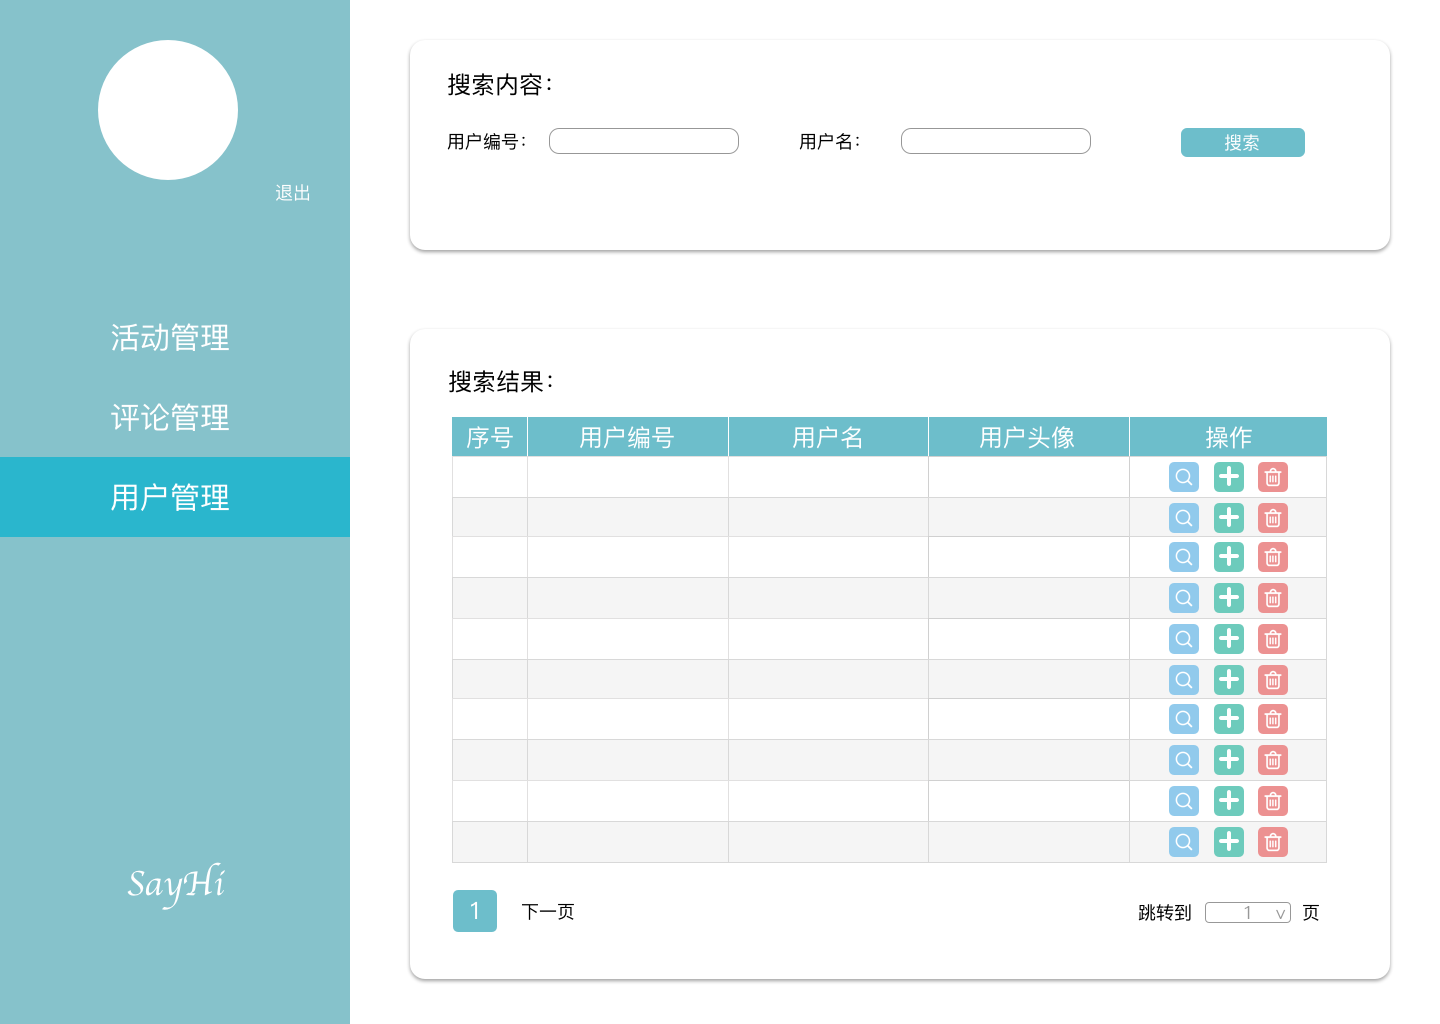 退出
活动管理
评论管理
用户管理
SayHi
搜索内容：
用户编号： 用户名： 搜索
搜索结果：
序号 用户编号 用户名 用户头像 操作
1 下一页 跳转到 1 v 页